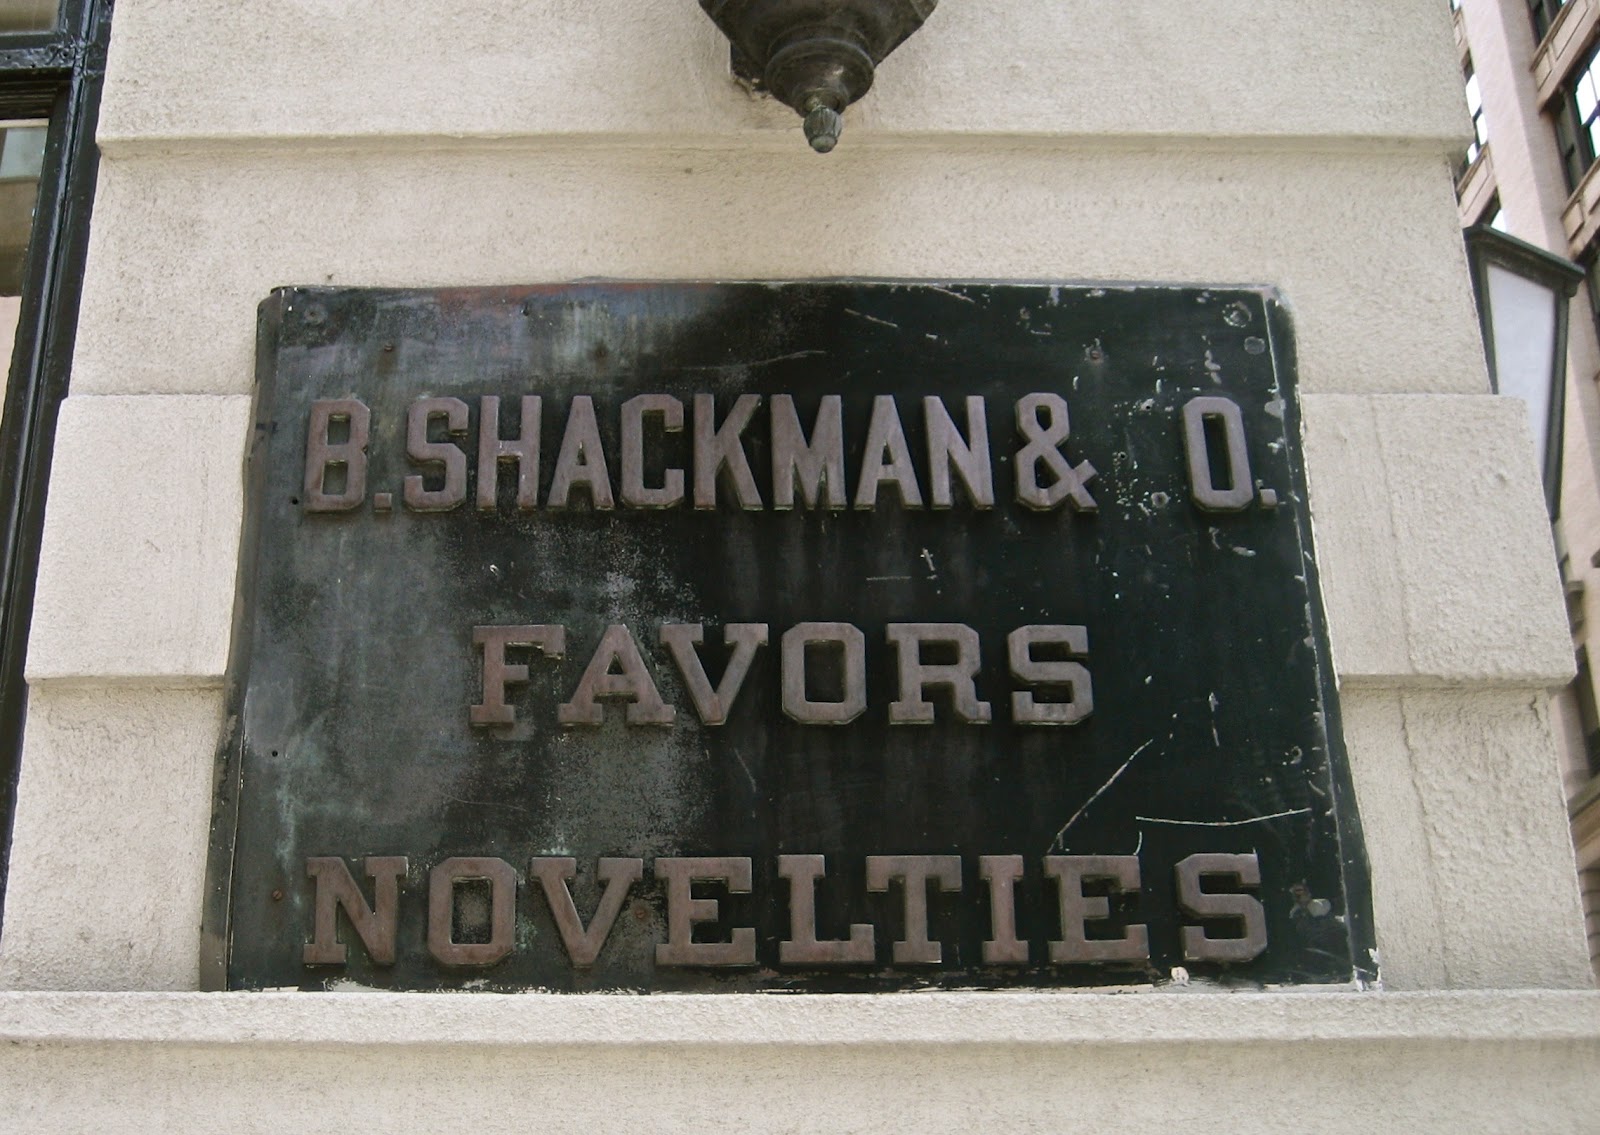 B. SHACKMAN & O.
FAVORS
NOVELTIES